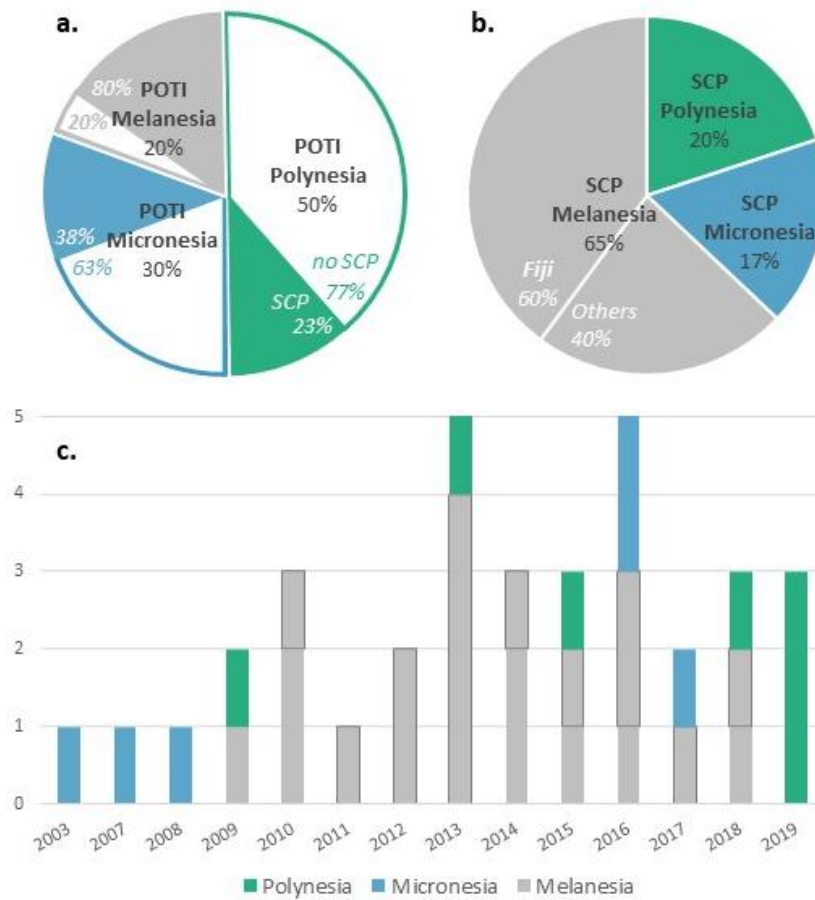 a.
80%
20%
POTI
Melanesia
20%
POTI
Polynesia
50%
38%
63%
POTI
Micronesia
30%
no SCP
77%
SCP
23%
b.
SCP
Polynesia
20%
SCP
Melanesia
65%
SCP
Micronesia
17%
Fiji
60%
Others
40%
c.
5
4
3
2
1
0
2003 2007 2008 2009 2010 2011 2012 2013 2014 2015 2016 2017 2018 2019
Polynesia Micronesia Melanesia